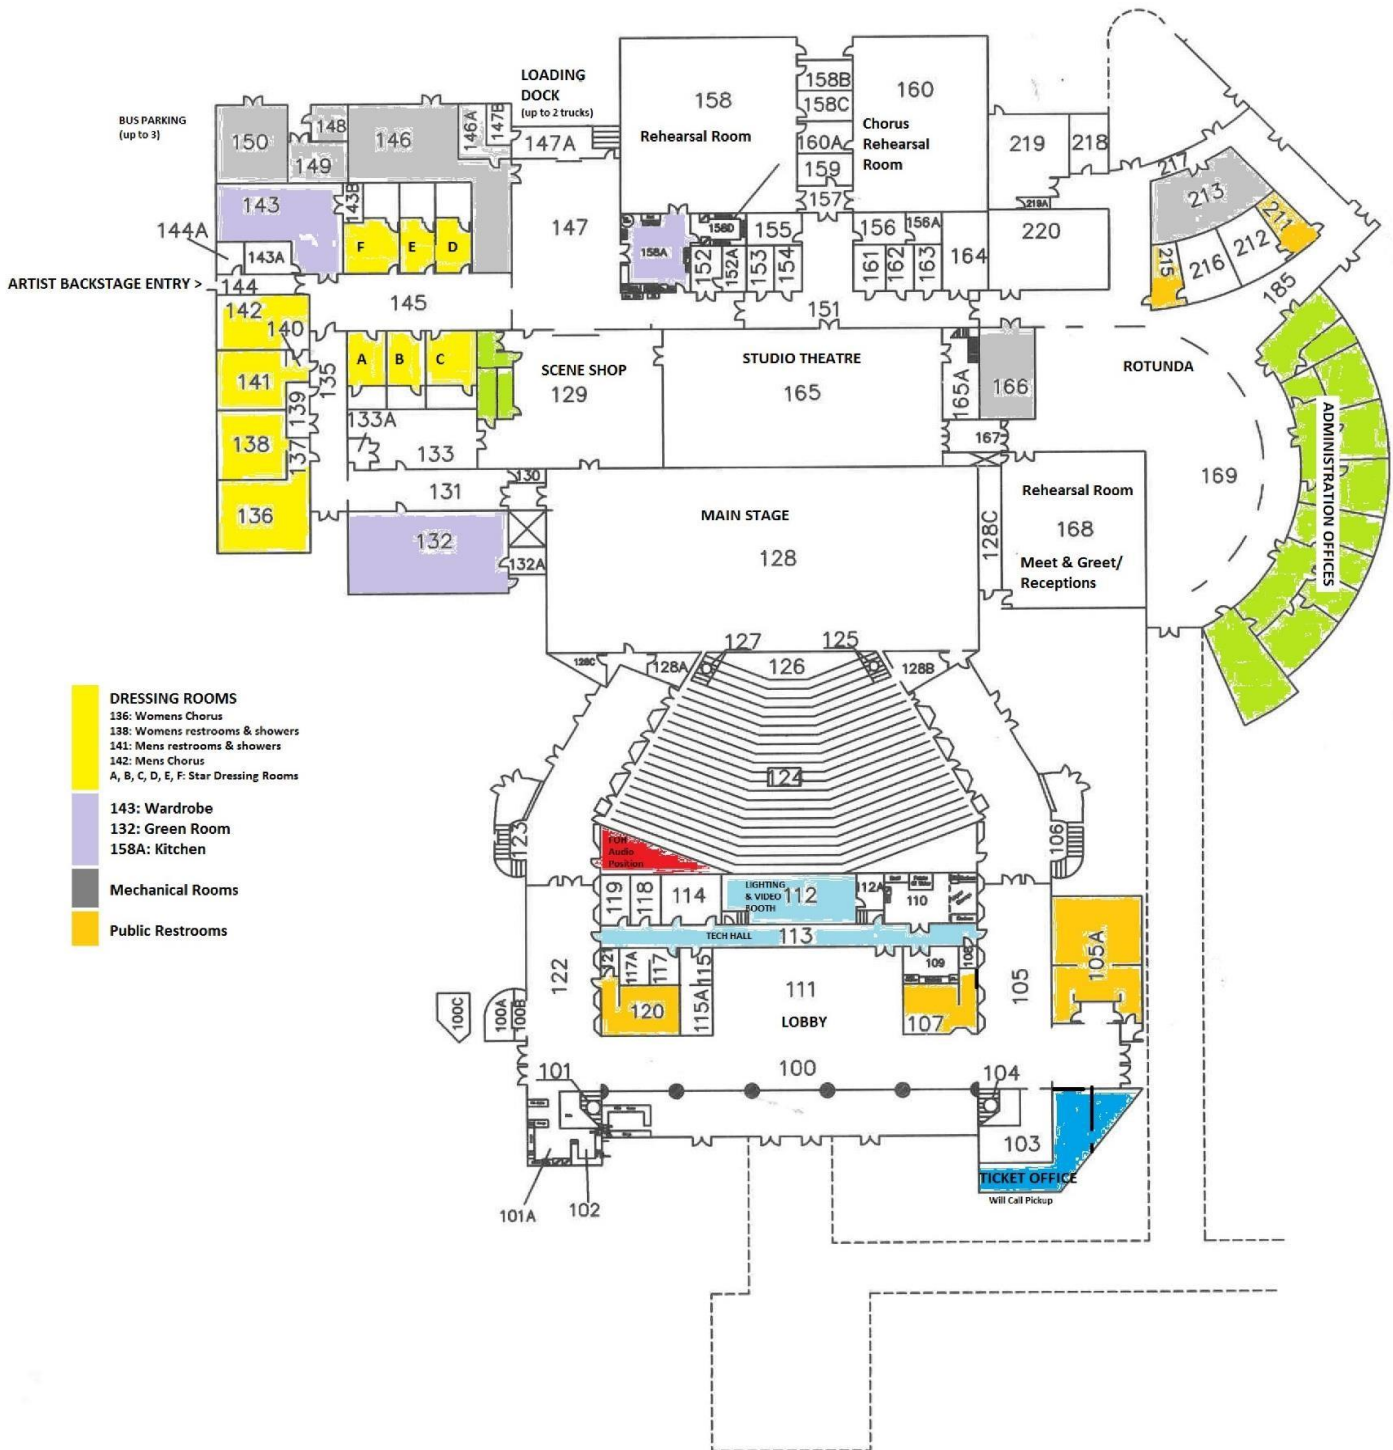 LOADING
DOCK
(up to 2 trucks)
BUS PARKING
(up to 3)
150
148
149
146
146A
147B
147A
158
Rehearsal Room
158B
158C
160A
159
157
160
Chorus
Rehearsal
Room
219
218
219A
220
217
213
211
212
216
215
185
143
143B
144A
143A
F
E
D
147
158A
158D
155
152
152A
153
154
156
156A
161
162
163
164
ARTIST BACKSTAGE ENTRY >
144
145
151
142
140
141
139
138
137
136
135
A
B
C
133A
133
SCENE SHOP
129
STUDIO THEATRE
165
165A
166
167
ROTUNDA
169
ADMINISTRATION OFFICES
131
130
132
132A
MAIN STAGE
128
128C
Rehearsal Room
168
Meet & Greet/
Receptions
127
125
126
128C
128A
128B
124
123
106
DRESSING ROOMS
136: Womens Chorus
138: Womens restrooms & showers
141: Mens restrooms & showers
142: Mens Chorus
A, B, C, D, E, F: Star Dressing Rooms
143: Wardrobe
132: Green Room
158A: Kitchen
Mechanical Rooms
Public Restrooms
FOH
Audio
Position
119
118
114
LIGHTING
& VIDEO
BOOTH
112
112A
110
TECH HALL
113
122
121
117A
117
115
115A
120
111
LOBBY
109
108
107
105
105A
100C
100A
100B
100
101
104
103
TICKET OFFICE
Will Call Pickup
101A
102